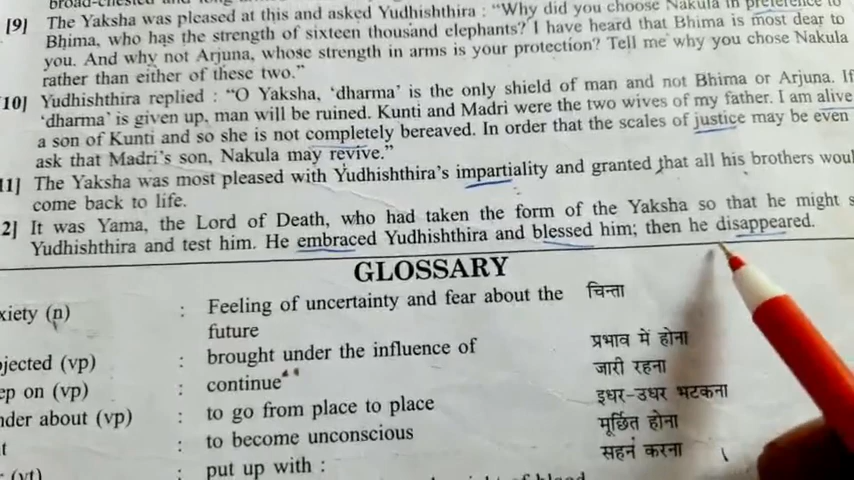 broad-chested and long
[9] The Yaksha was pleased at this and asked Yudhishthira : "Why did you choose Nakula in preference to
Bhima, who has the strength of sixteen thousand elephants? I have heard that Bhima is most dear to
you. And why not Arjuna, whose strength in arms is your protection? Tell me why you chose Nakula
rather than either of these two."
10] Yudhishthira replied : "O Yaksha, 'dharma' is the only shield of man and not Bhima or Arjuna. If
'dharma' is given up, man will be ruined. Kunti and Madri were the two wives of my father. I am alive
a son of Kunti and so she is not completely bereaved. In order that the scales of justice may be even
ask that Madri's son, Nakula may revive."
11] The Yaksha was most pleased with Yudhishthira's impartiality and granted that all his brothers woul
come back to life.
2] It was Yama, the Lord of Death, who had taken the form of the Yaksha so that he might s
Yudhishthira and test him. He embraced Yudhishthira and blessed him; then he disappeared.
GLOSSARY
xiety (n) : Feeling of uncertainty and fear about the चिन्ता
future
jected (vp) : brought under the influence of प्रभाव में होना
ep on (vp) : continue जारी रहना
nder about (vp) : to go from place to place इधर-उधर भटकना
t : to become unconscious मूर्छित होना
(vt) : put up with : सहन करना
of blood